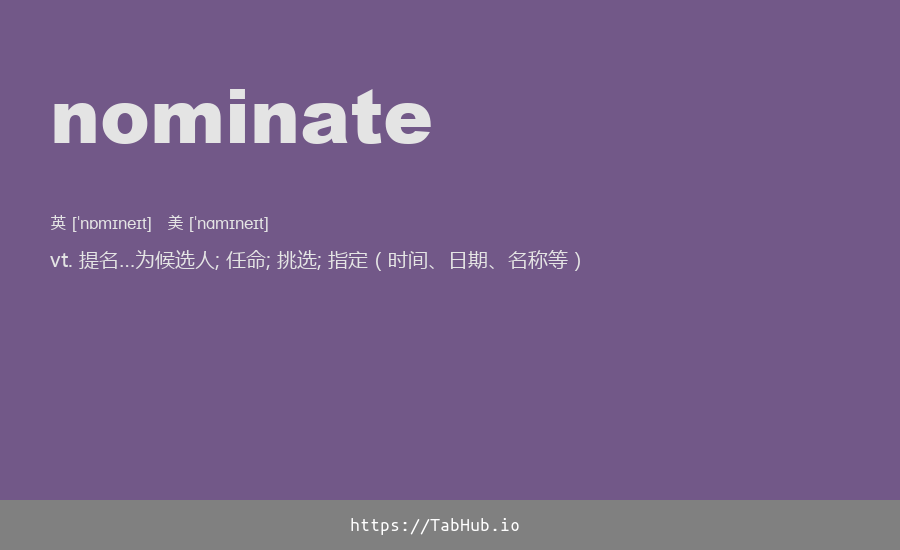 nominate
英 [ˈnɒmɪneɪt] 美 [ˈnɑmɪneɪt]
vt. 提名…为候选人; 任命; 挑选; 指定（时间、日期、名称等）
https://TabHub.io